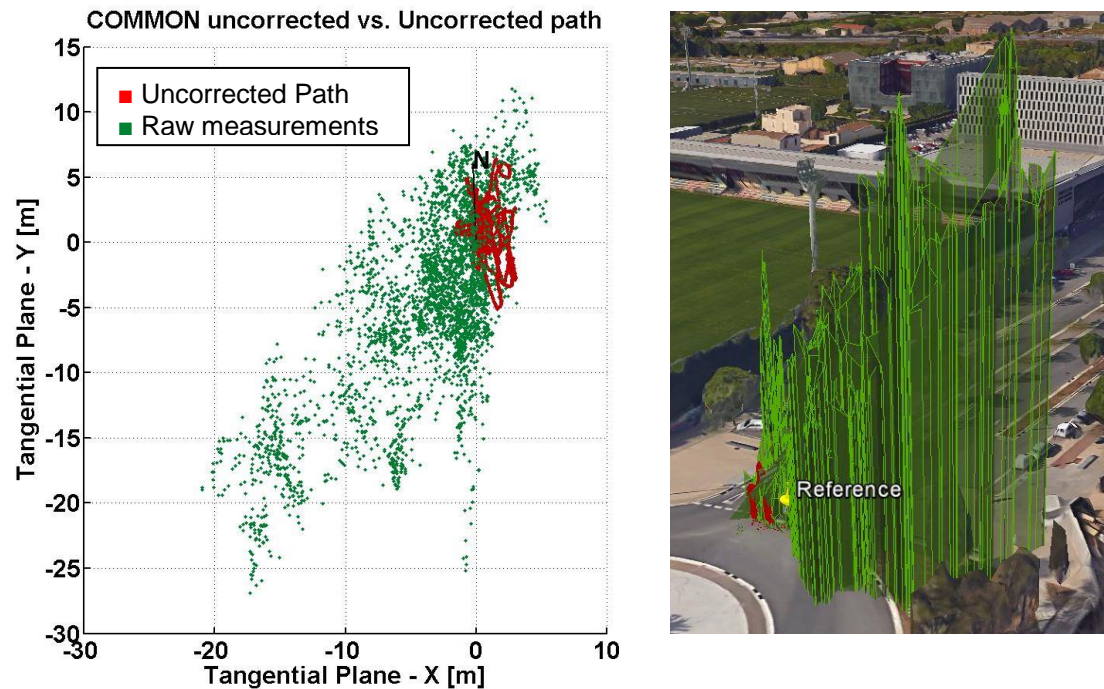 COMMON uncorrected vs. Uncorrected path
15
Uncorrected Path
10
Raw measurements
N
5
0
-5
-10
-15
-20
-25
-30
-30
-20
-10
0
10
Tangential Plane - Y [m]
Tangential Plane - X [m]
Reference